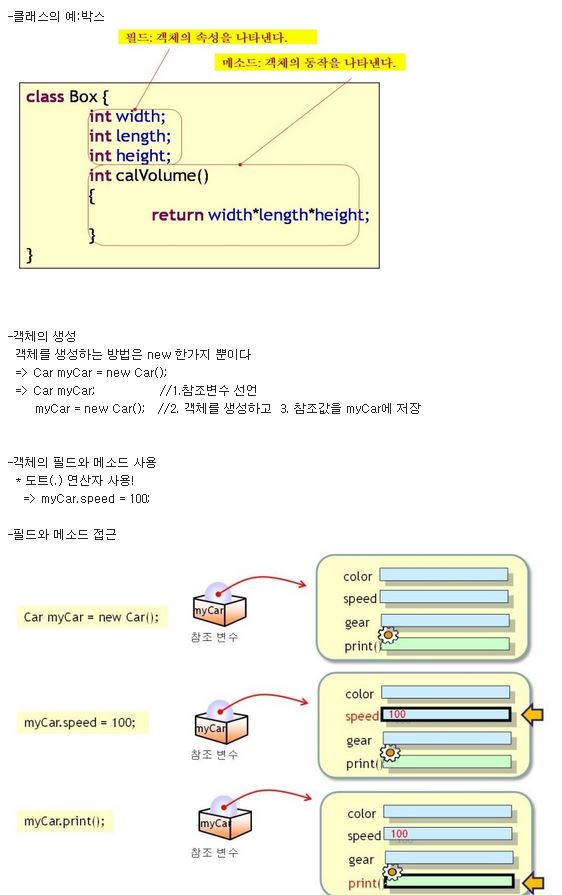 -클래스의 예:박스
필드: 객체의 속성을 나타낸다.
메소드: 객체의 동작을 나타낸다.
class Box {
int width;
int length;
int height;
int calVolume()
{
return width*length*height;
}
}
-객체의 생성
객체를 생성하는 방법은 new 한가지 뿐이다
=> Car myCar = new Car();
=> Car myCar; //1.참조변수 선언
myCar = new Car(); //2. 객체를 생성하고 3. 참조값을 myCar에 저장
-객체의 필드와 메소드 사용
* 도트(.) 연산자 사용!
=> myCar.speed = 100;
-필드와 메소드 접근
Car myCar = new Car();
myCar
참조 변수
color
speed
gear
print()
myCar.speed = 100;
myCar
참조 변수
color
speed 100
gear
print()
myCar.print();
myCar
참조 변수
color
speed 100
gear
print()